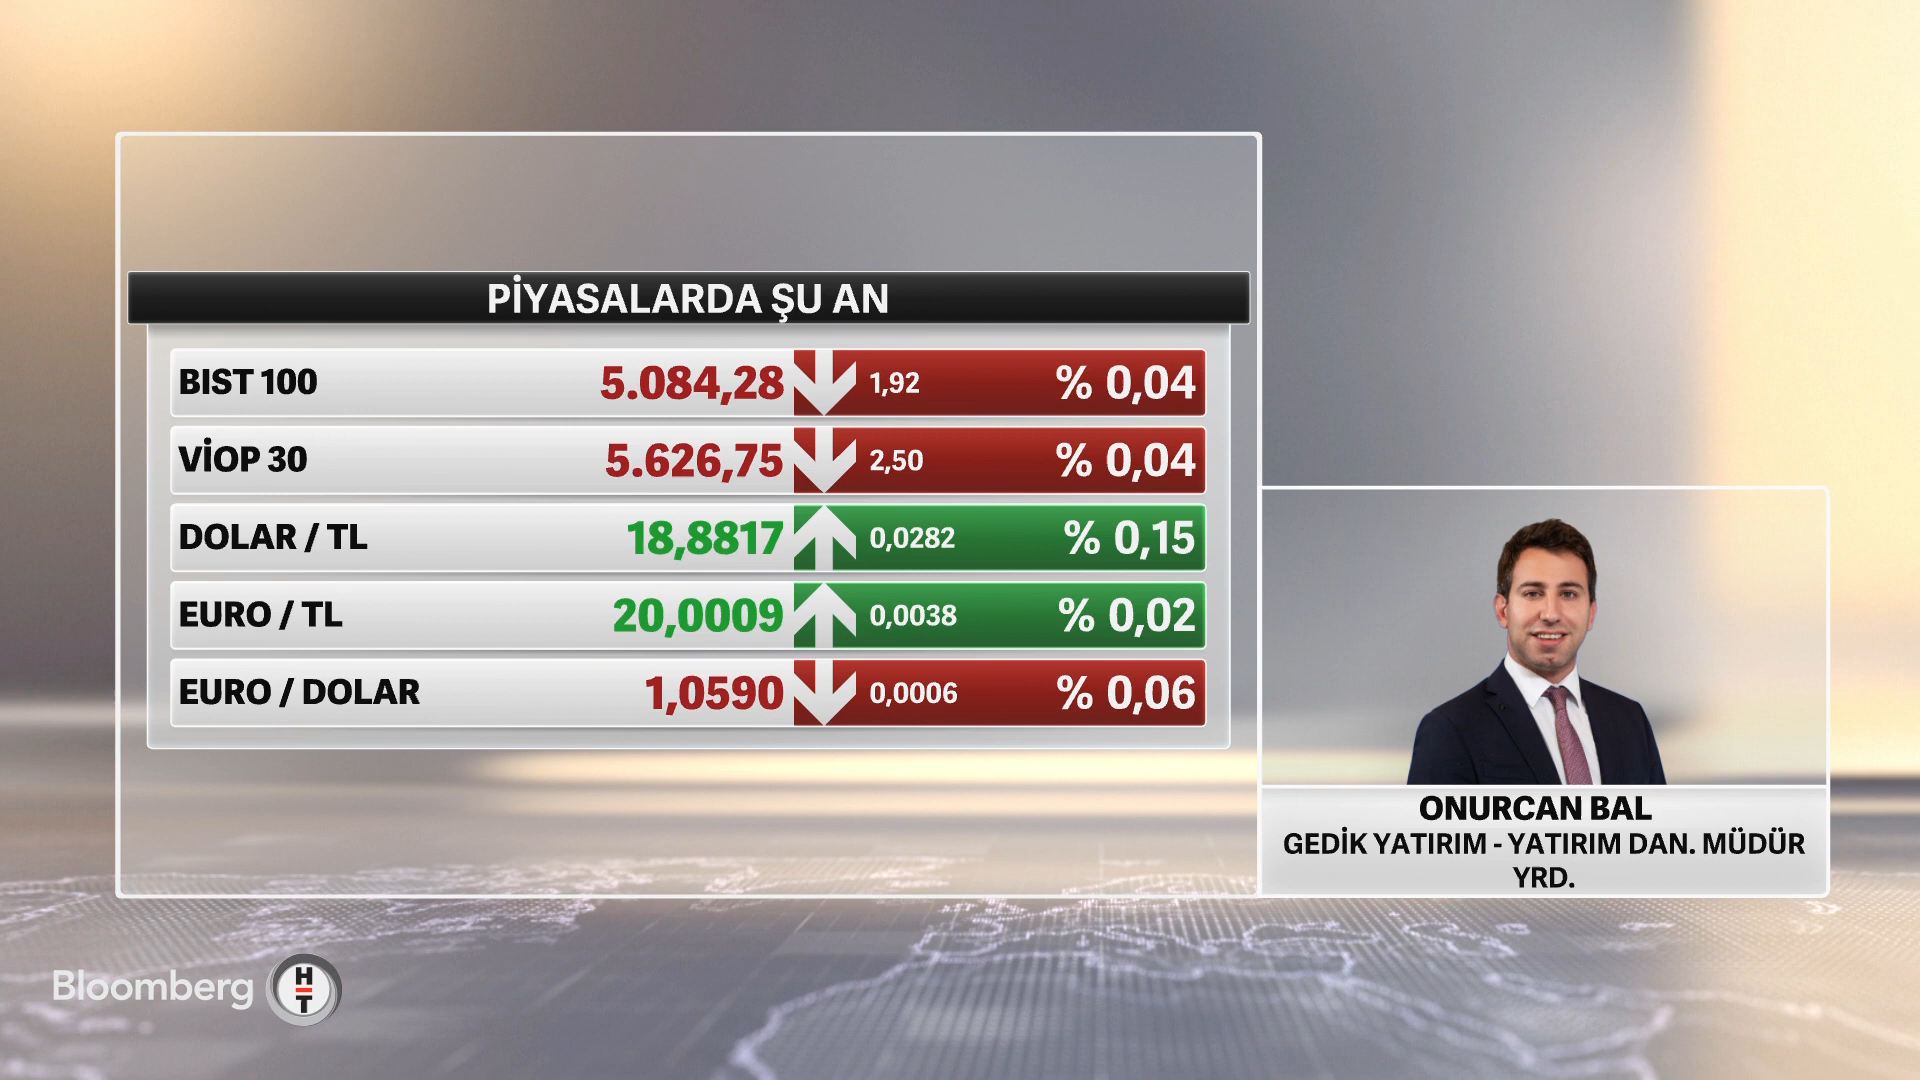 PİYASALARDA ŞU AN
BIST 100 5.084,28 1,92 % 0,04
VİOP 30 5.626,75 2,50 % 0,04
DOLAR / TL 18,8817 0,0282 % 0,15
EURO / TL 20,0009 0,0038 % 0,02
EURO / DOLAR 1,0590 0,0006 % 0,06
ONURCAN BAL
GEDİK YATIRIM - YATIRIM DAN. MÜDÜR
YRD.
Bloomberg HT